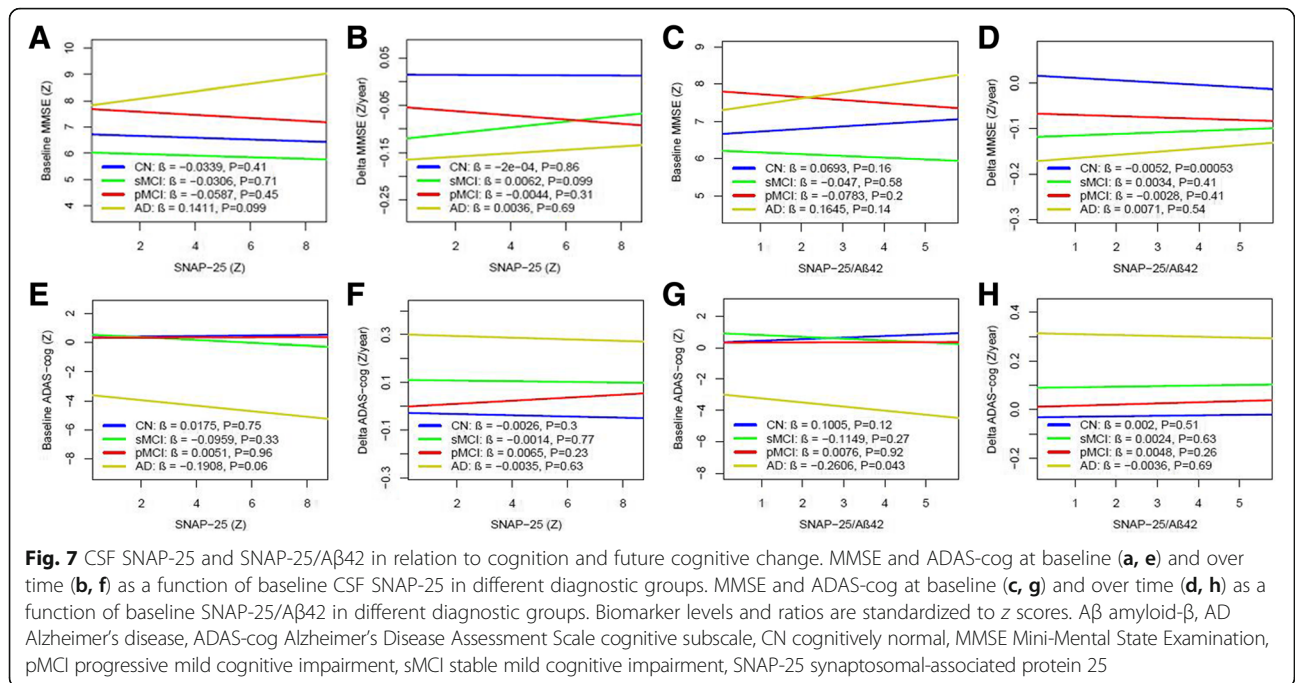 A
B
C
D
10
9
8
7
6
5
4
Baseline MMSE (Z)
CN: ß = −0.0339, P=0.41
sMCI: ß = −0.0306, P=0.71
pMCI: ß = −0.0587, P=0.45
AD: ß = 0.1411, P=0.099
2 4 6 8
SNAP−25 (Z)
0.05
−0.05
−0.15
−0.25
Delta MMSE (Z/year)
CN: ß = −2e−04, P=0.86
sMCI: ß = 0.0062, P=0.099
pMCI: ß = −0.0044, P=0.31
AD: ß = 0.0036, P=0.69
2 4 6 8
SNAP−25 (Z)
9
8
7
6
5
Baseline MMSE (Z)
CN: ß = 0.0693, P=0.16
sMCI: ß = −0.047, P=0.58
pMCI: ß = −0.0783, P=0.2
AD: ß = 0.1645, P=0.14
1 2 3 4 5
SNAP−25/Aß42
0.0
−0.1
−0.2
−0.3
Delta MMSE (Z/year)
CN: ß = −0.0052, P=0.00053
sMCI: ß = 0.0034, P=0.41
pMCI: ß = −0.0028, P=0.41
AD: ß = 0.0071, P=0.54
1 2 3 4 5
SNAP−25/Aß42
E
F
G
H
2
0
−2
−4
−6
−8
Baseline ADAS−cog (Z)
CN: ß = 0.0175, P=0.75
sMCI: ß = −0.0959, P=0.33
pMCI: ß = 0.0051, P=0.96
AD: ß = −0.1908, P=0.06
2 4 6 8
SNAP−25 (Z)
0.3
0.1
−0.1
−0.3
Delta ADAS−cog (Z/year)
CN: ß = −0.0026, P=0.3
sMCI: ß = −0.0014, P=0.77
pMCI: ß = 0.0065, P=0.23
AD: ß = −0.0035, P=0.63
2 4 6 8
SNAP−25 (Z)
2
0
−2
−4
−6
−8
Baseline ADAS−cog (Z)
CN: ß = 0.1005, P=0.12
sMCI: ß = −0.1149, P=0.27
pMCI: ß = 0.0076, P=0.92
AD: ß = −0.2606, P=0.043
1 2 3 4 5
SNAP−25/Aß42
0.4
0.2
0.0
−0.2
Delta ADAS−cog (Z/year)
CN: ß = 0.002, P=0.51
sMCI: ß = 0.0024, P=0.63
pMCI: ß = 0.0048, P=0.26
AD: ß = −0.0036, P=0.69
1 2 3 4 5
SNAP−25/Aß42
Fig. 7 CSF SNAP-25 and SNAP-25/Aβ42 in relation to cognition and future cognitive change. MMSE and ADAS-cog at baseline (a, e) and over
time (b, f) as a function of baseline CSF SNAP-25 in different diagnostic groups. MMSE and ADAS-cog at baseline (c, g) and over time (d, h) as a
function of baseline SNAP-25/Aβ42 in different diagnostic groups. Biomarker levels and ratios are standardized to z scores. Aβ amyloid-β, AD
Alzheimer’s disease, ADAS-cog Alzheimer’s Disease Assessment Scale cognitive subscale, CN cognitively normal, MMSE Mini-Mental State Examination,
pMCI progressive mild cognitive impairment, sMCI stable mild cognitive impairment, SNAP-25 synaptosomal-associated protein 25